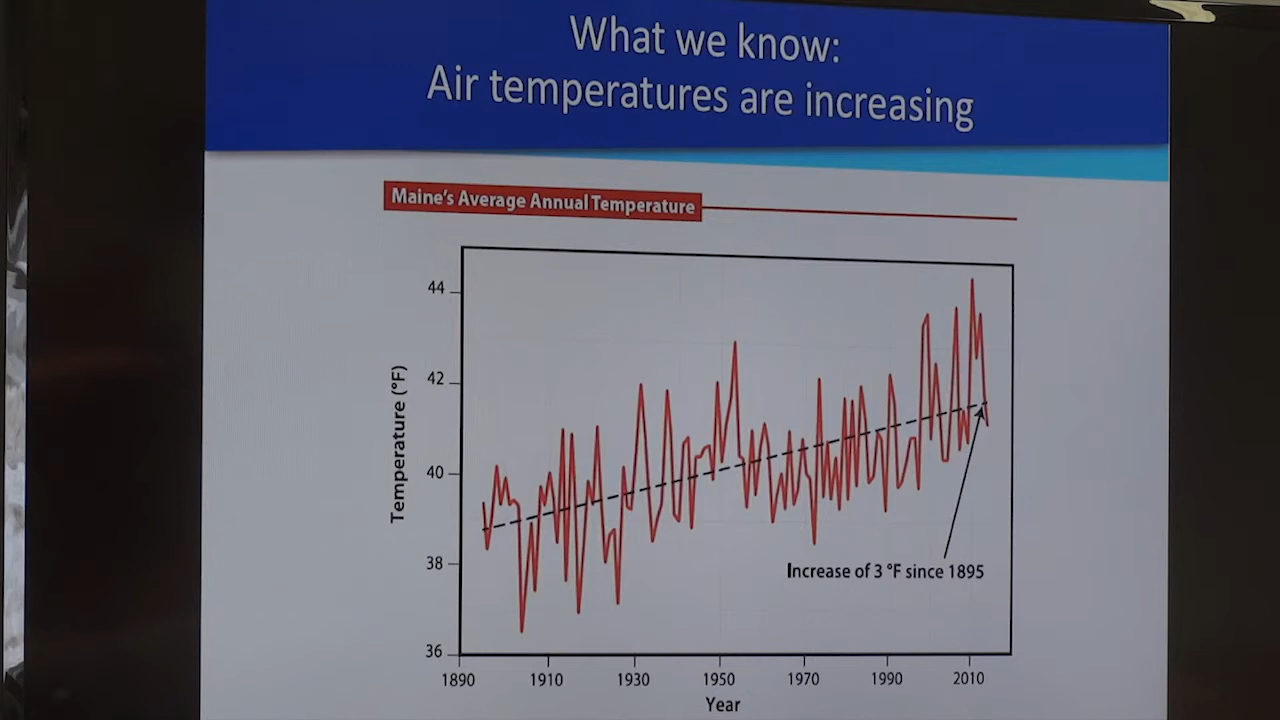 What we know:
Air temperatures are increasing
Maine's Average Annual Temperature
44
42
40
38
36
Temperature (°F)
Increase of 3 °F since 1895
1890 1910 1930 1950 1970 1990 2010
Year